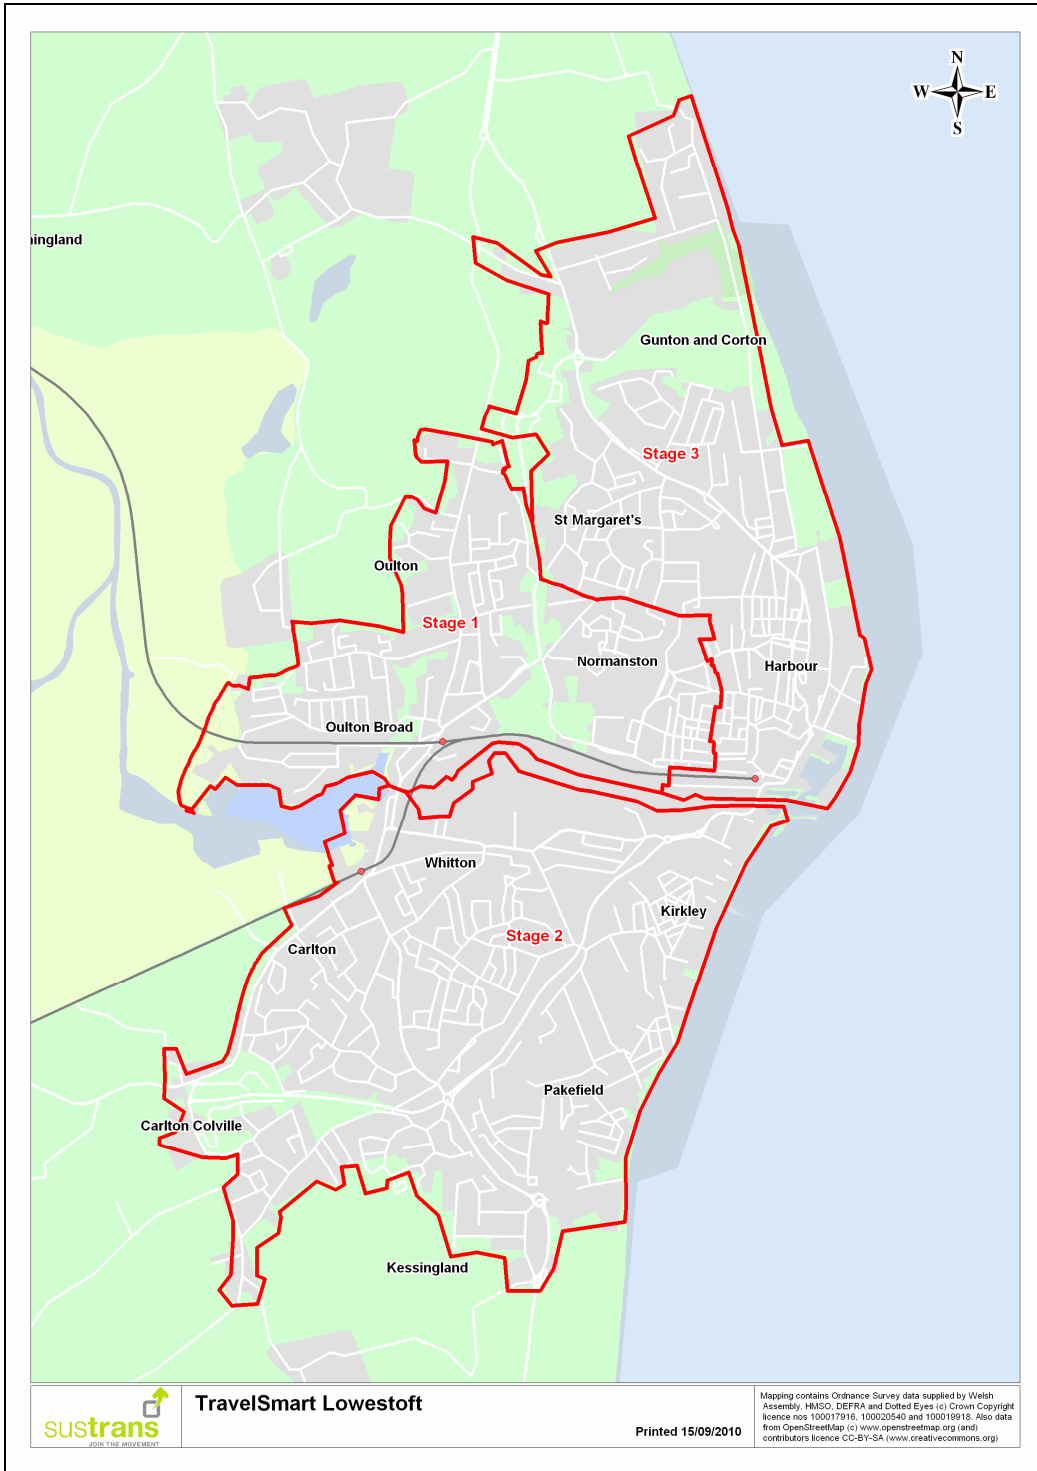 N
W E
S
ningland
Gunton and Corton
Stage 3
St Margaret's
Oulton
Stage 1
Normanston
Harbour
Oulton Broad
Whitton
Kirkley
Stage 2
Carlton
Pakefield
Carlton Colville
Kessingland
sustrans
JOIN THE MOVEMENT
TravelSmart Lowestoft
Printed 15/09/2010
Mapping contains Ordnance Survey data supplied by Welsh
Assembly, HMSO, DEFRA and Dotted Eyes (c) Crown Copyright
licence nos 100017916, 100020540 and 100019918. Also data
from OpenStreetMap (c) www.openstreetmap.org (and)
contributors licence CC-BY-SA (www.creativecommons.org)